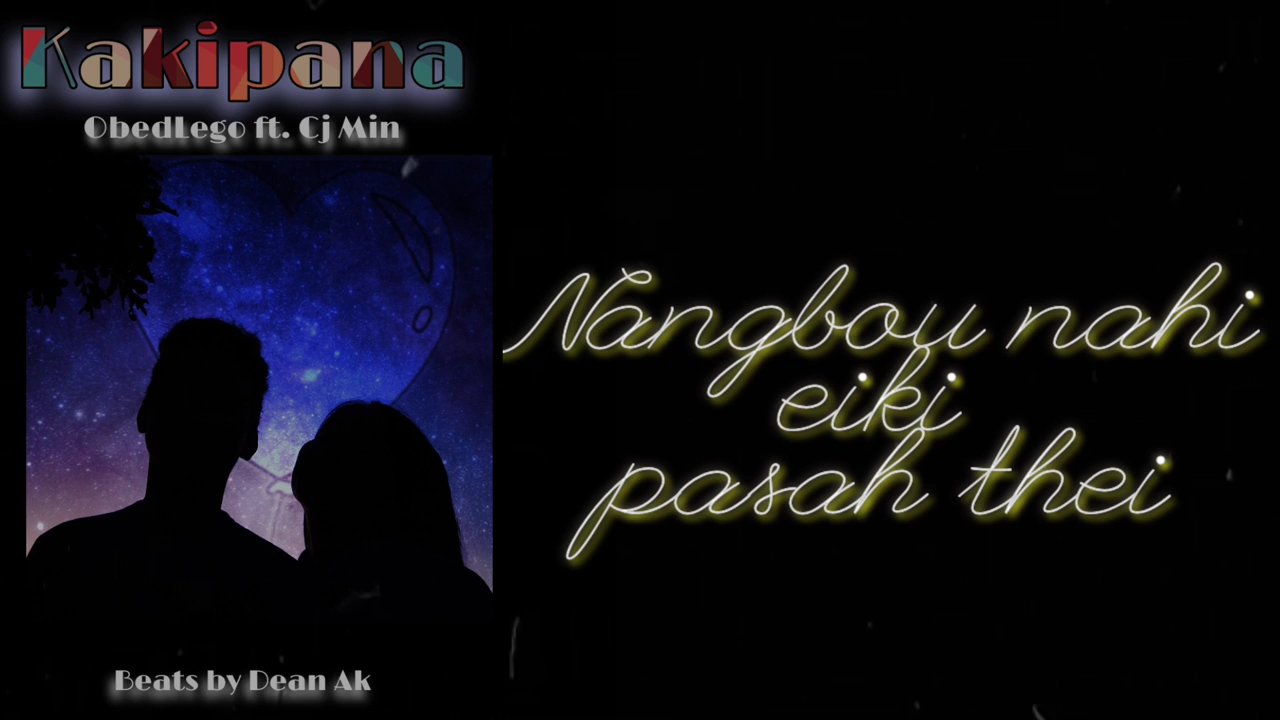 Kakipana
ObedLego ft. Cj Min
Nangbou nahi
eiki
pasah thei
Beats by Dean Ak